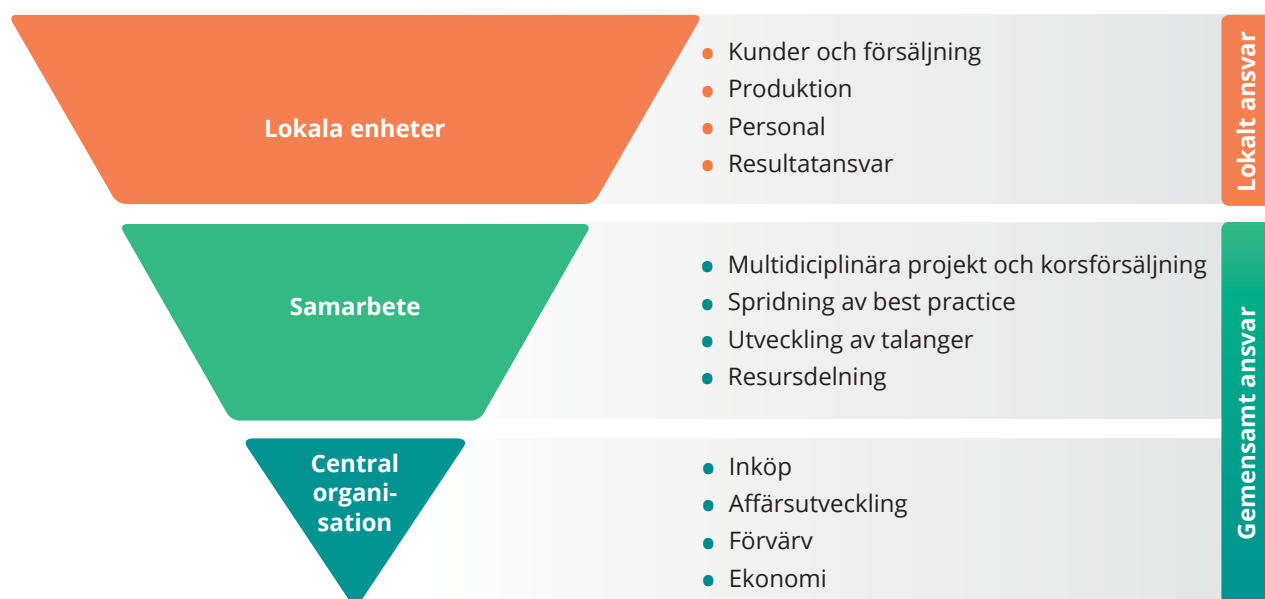 Lokala enheter
Kunder och försäljning
Produktion
Personal
Resultatansvar
Lokalt ansvar
Samarbete
Multidiciplinära projekt och korsförsäljning
Spridning av best practice
Utveckling av talanger
Resursdelning
Gemensamt ansvar
Central
organi-
sation
Inköp
Affärsutveckling
Förvärv
Ekonomi